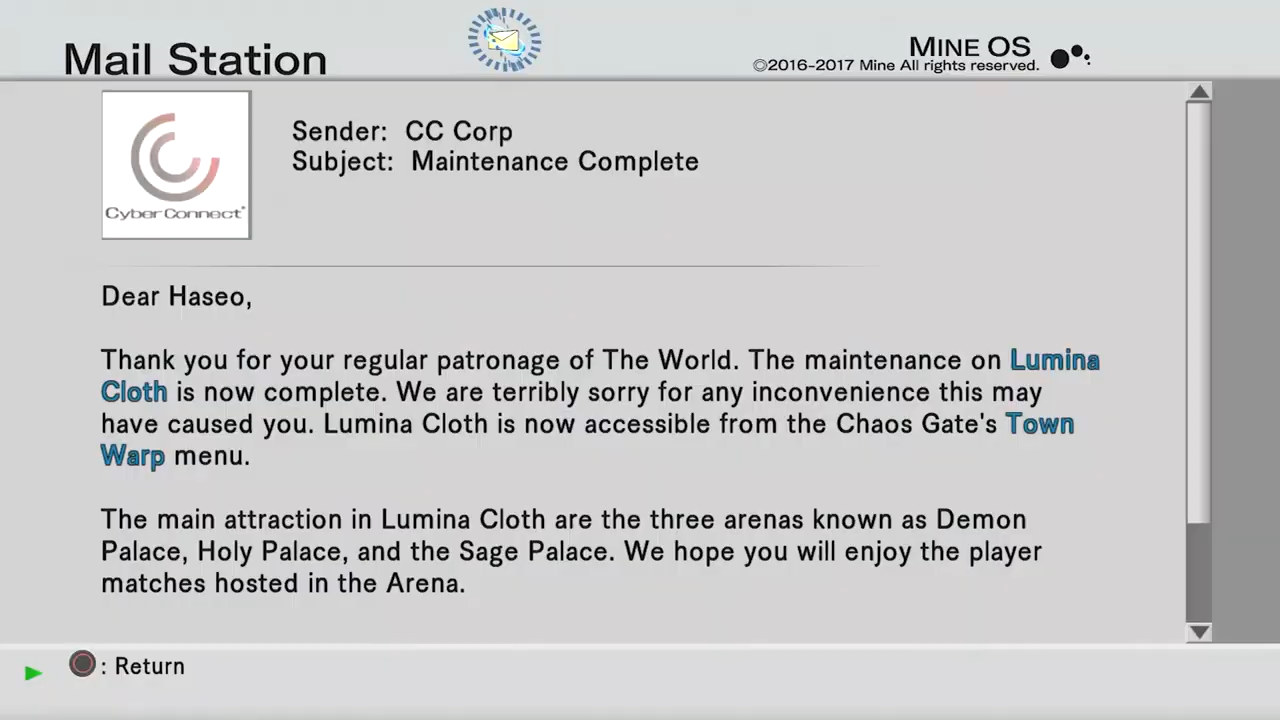 Mail Station
MINE OS
©2016-2017 Mine All rights reserved.
CyberConnect
Sender: CC Corp
Subject: Maintenance Complete
Dear Haseo,
Thank you for your regular patronage of The World. The maintenance on Lumina
Cloth is now complete. We are terribly sorry for any inconvenience this may
have caused you. Lumina Cloth is now accessible from the Chaos Gate's Town
Warp menu.
The main attraction in Lumina Cloth are the three arenas known as Demon
Palace, Holy Palace, and the Sage Palace. We hope you will enjoy the player
matches hosted in the Arena.
: Return